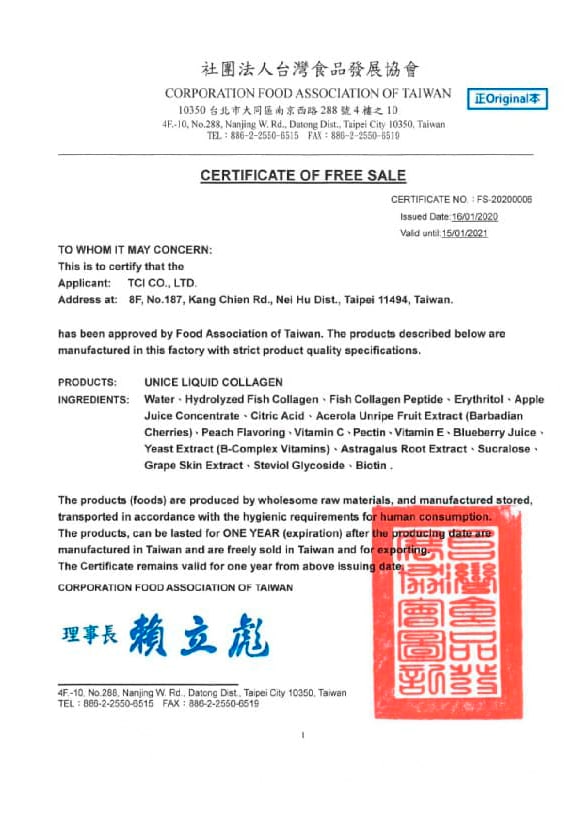 社團法人台灣食品發展協會
CORPORATION FOOD ASSOCIATION OF TAIWAN
正Original本
10350 台北市大同區南京西路 288 號 4 樓之 10
4F.-10, No.288, Nanjing W. Rd., Datong Dist., Taipei City 10350, Taiwan
TEL：886-2-2550-6515 FAX：886-2-2550-6519
CERTIFICATE OF FREE SALE
CERTIFICATE NO.：FS-20200006
Issued Date:16/01/2020
Valid until:15/01/2021
TO WHOM IT MAY CONCERN:
This is to certify that the
Applicant: TCI CO., LTD.
Address at: 8F, No.187, Kang Chien Rd., Nei Hu Dist., Taipei 11494, Taiwan.
has been approved by Food Association of Taiwan. The products described below are
manufactured in this factory with strict product quality specifications.
PRODUCTS: UNICE LIQUID COLLAGEN
INGREDIENTS: Water、Hydrolyzed Fish Collagen、Fish Collagen Peptide、Erythritol、Apple
Juice Concentrate、Citric Acid、Acerola Unripe Fruit Extract (Barbadian
Cherries)、Peach Flavoring、Vitamin C、Pectin、Vitamin E、Blueberry Juice、
Yeast Extract (B-Complex Vitamins)、Astragalus Root Extract、Sucralose、
Grape Skin Extract、Steviol Glycoside、Biotin .
The products (foods) are produced by wholesome raw materials, and manufactured stored,
transported in accordance with the hygienic requirements for human consumption.
The products, can be lasted for ONE YEAR (expiration) after the producing date are
manufactured in Taiwan and are freely sold in Taiwan and for exporting.
The Certificate remains valid for one year from above issuing date.
CORPORATION FOOD ASSOCIATION OF TAIWAN
理事長 賴立彪
4F.-10, No.288, Nanjing W. Rd., Datong Dist., Taipei City 10350, Taiwan
TEL：886-2-2550-6515 FAX：886-2-2550-6519
1